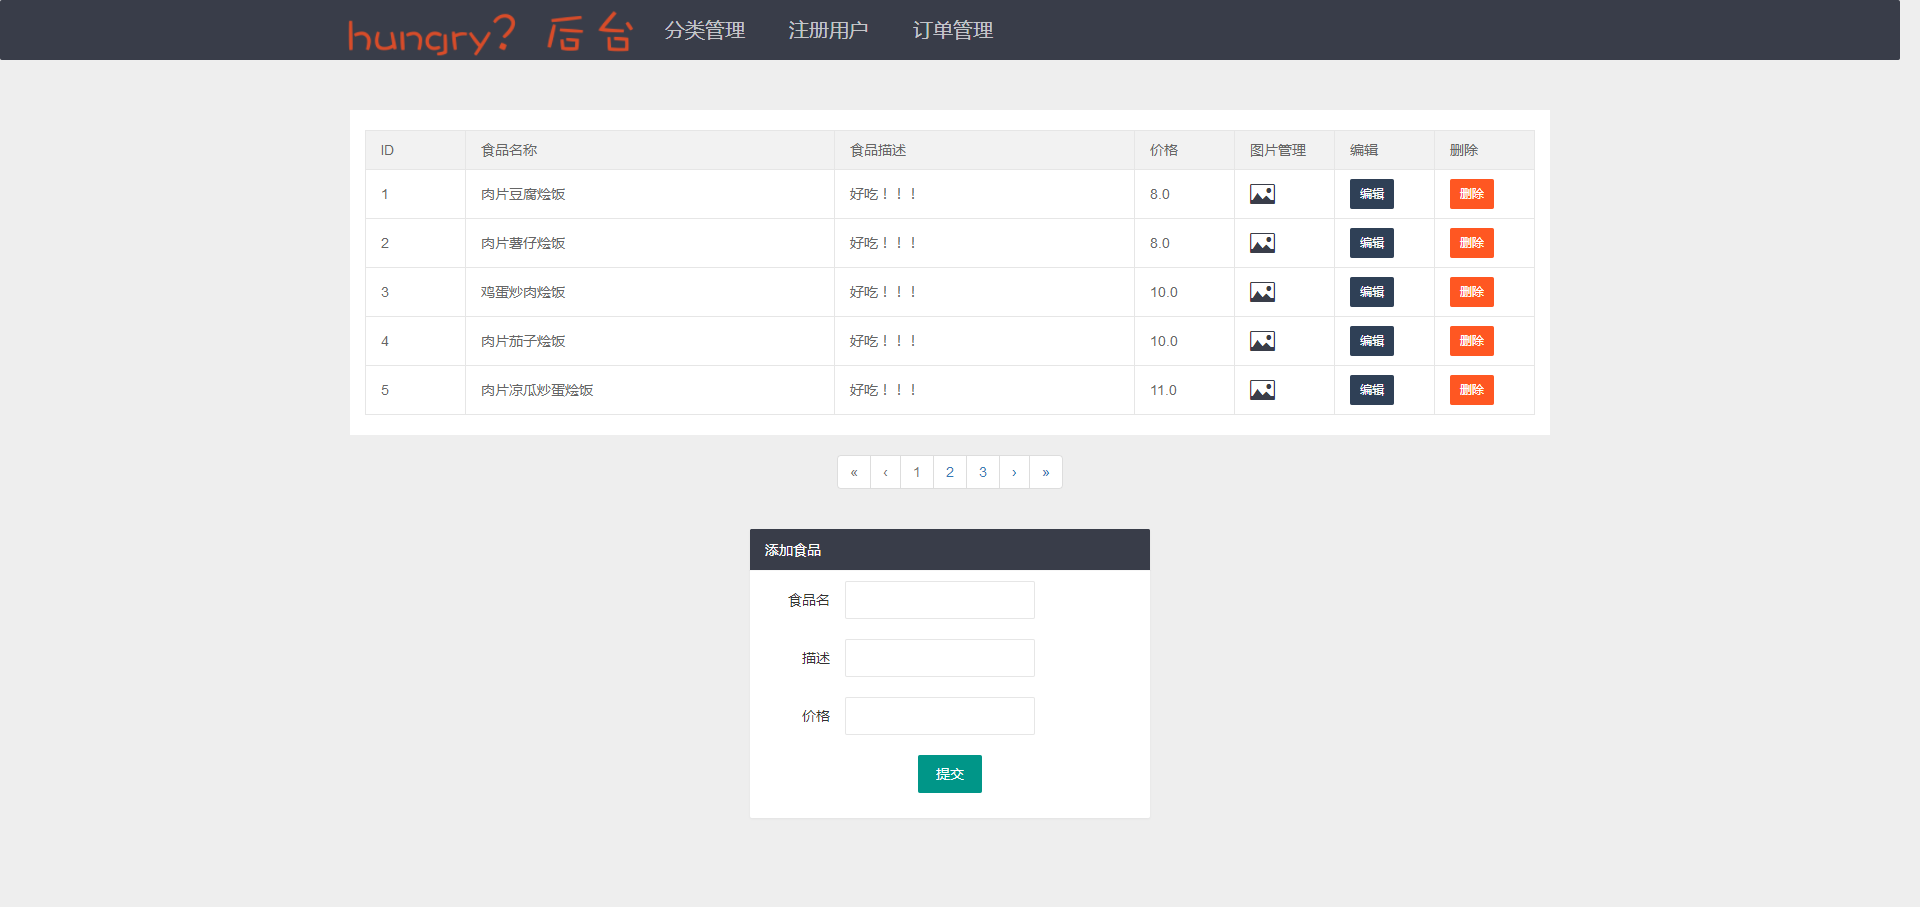 hungry? 后台 分类管理 注册用户 订单管理
ID 食品名称 食品描述 价格 图片管理 编辑 删除
1 肉片豆腐烩饭 好吃！！！ 8.0 编辑 删除
2 肉片薯仔烩饭 好吃！！！ 8.0 编辑 删除
3 鸡蛋炒肉烩饭 好吃！！！ 10.0 编辑 删除
4 肉片茄子烩饭 好吃！！！ 10.0 编辑 删除
5 肉片凉瓜炒蛋烩饭 好吃！！！ 11.0 编辑 删除
« ‹ 1 2 3 › »
添加食品
食品名
描述
价格
提交